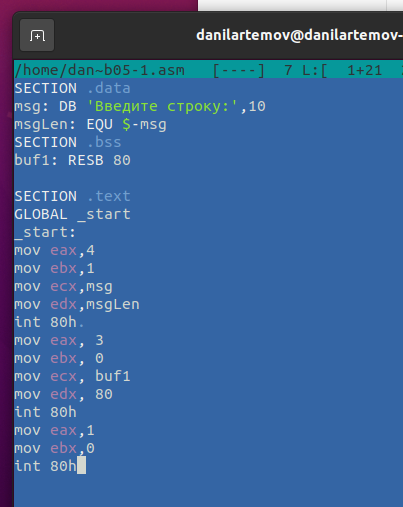 danilartemov@danilartemov-
/home/dan~b05-1.asm [----] 7 L:[ 1+21
SECTION .data
msg: DB 'Введите строку:',10
msgLen: EQU $-msg
SECTION .bss
buf1: RESB 80
SECTION .text
GLOBAL _start
_start:
mov eax,4
mov ebx,1
mov ecx,msg
mov edx,msgLen
int 80h.
mov eax, 3
mov ebx, 0
mov ecx, buf1
mov edx, 80
int 80h
mov eax,1
mov ebx,0
int 80h